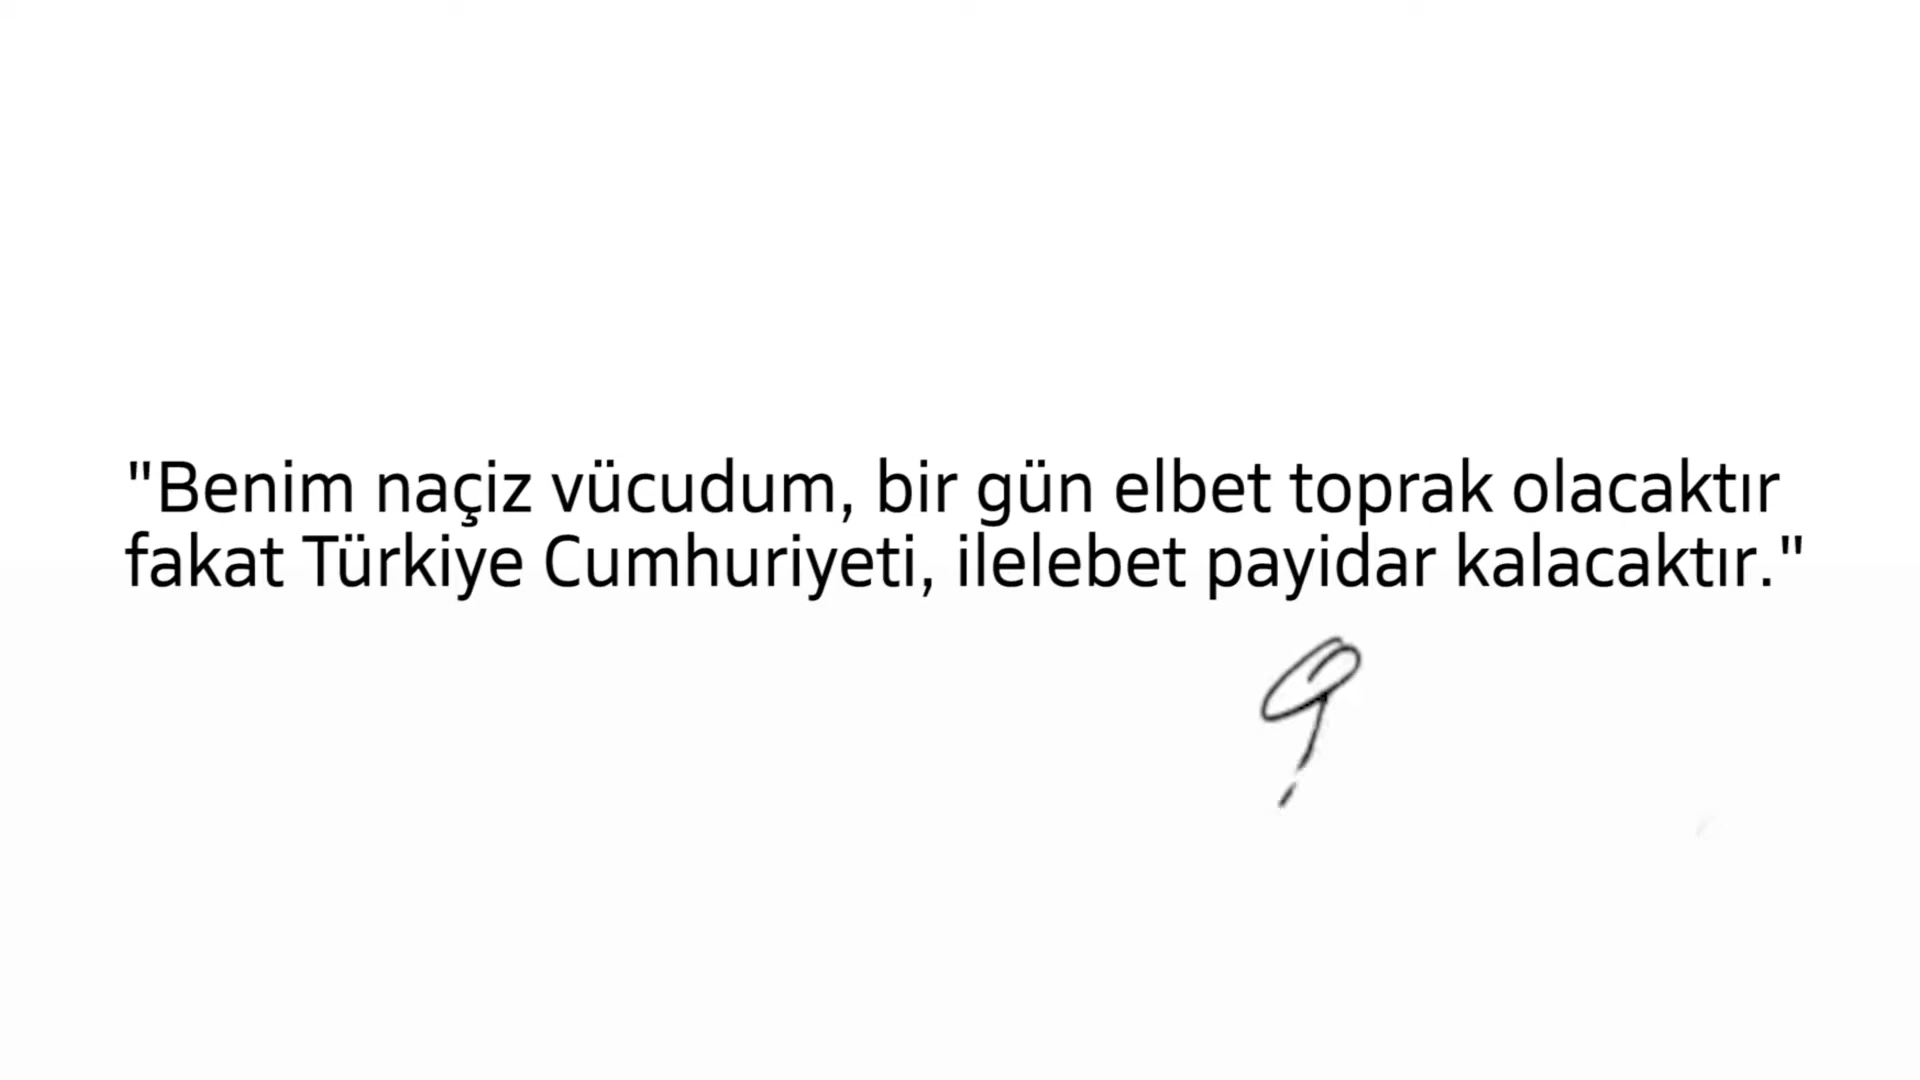 "Benim naçiz vücudum, bir gün elbet toprak olacaktır
fakat Türkiye Cumhuriyeti, ilelebet payidar kalacaktır."